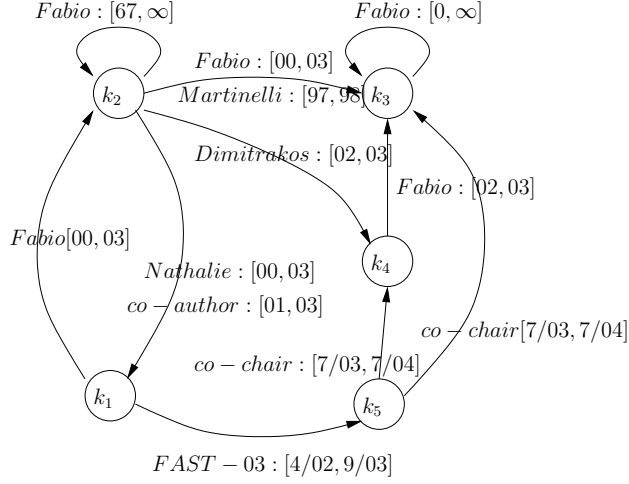 Fabio : [67, ∞]
Fabio : [0, ∞]
Fabio : [00, 03]
k2
Martinelli : [97, 98]
k3
Dimitrakos : [02, 03]
Fabio : [02, 03]
Fabio[00, 03]
Nathalie : [00, 03]
k4
co − author : [01, 03]
co − chair[7/03, 7/04]
co − chair : [7/03, 7/04]
k1
k5
FAST − 03 : [4/02, 9/03]